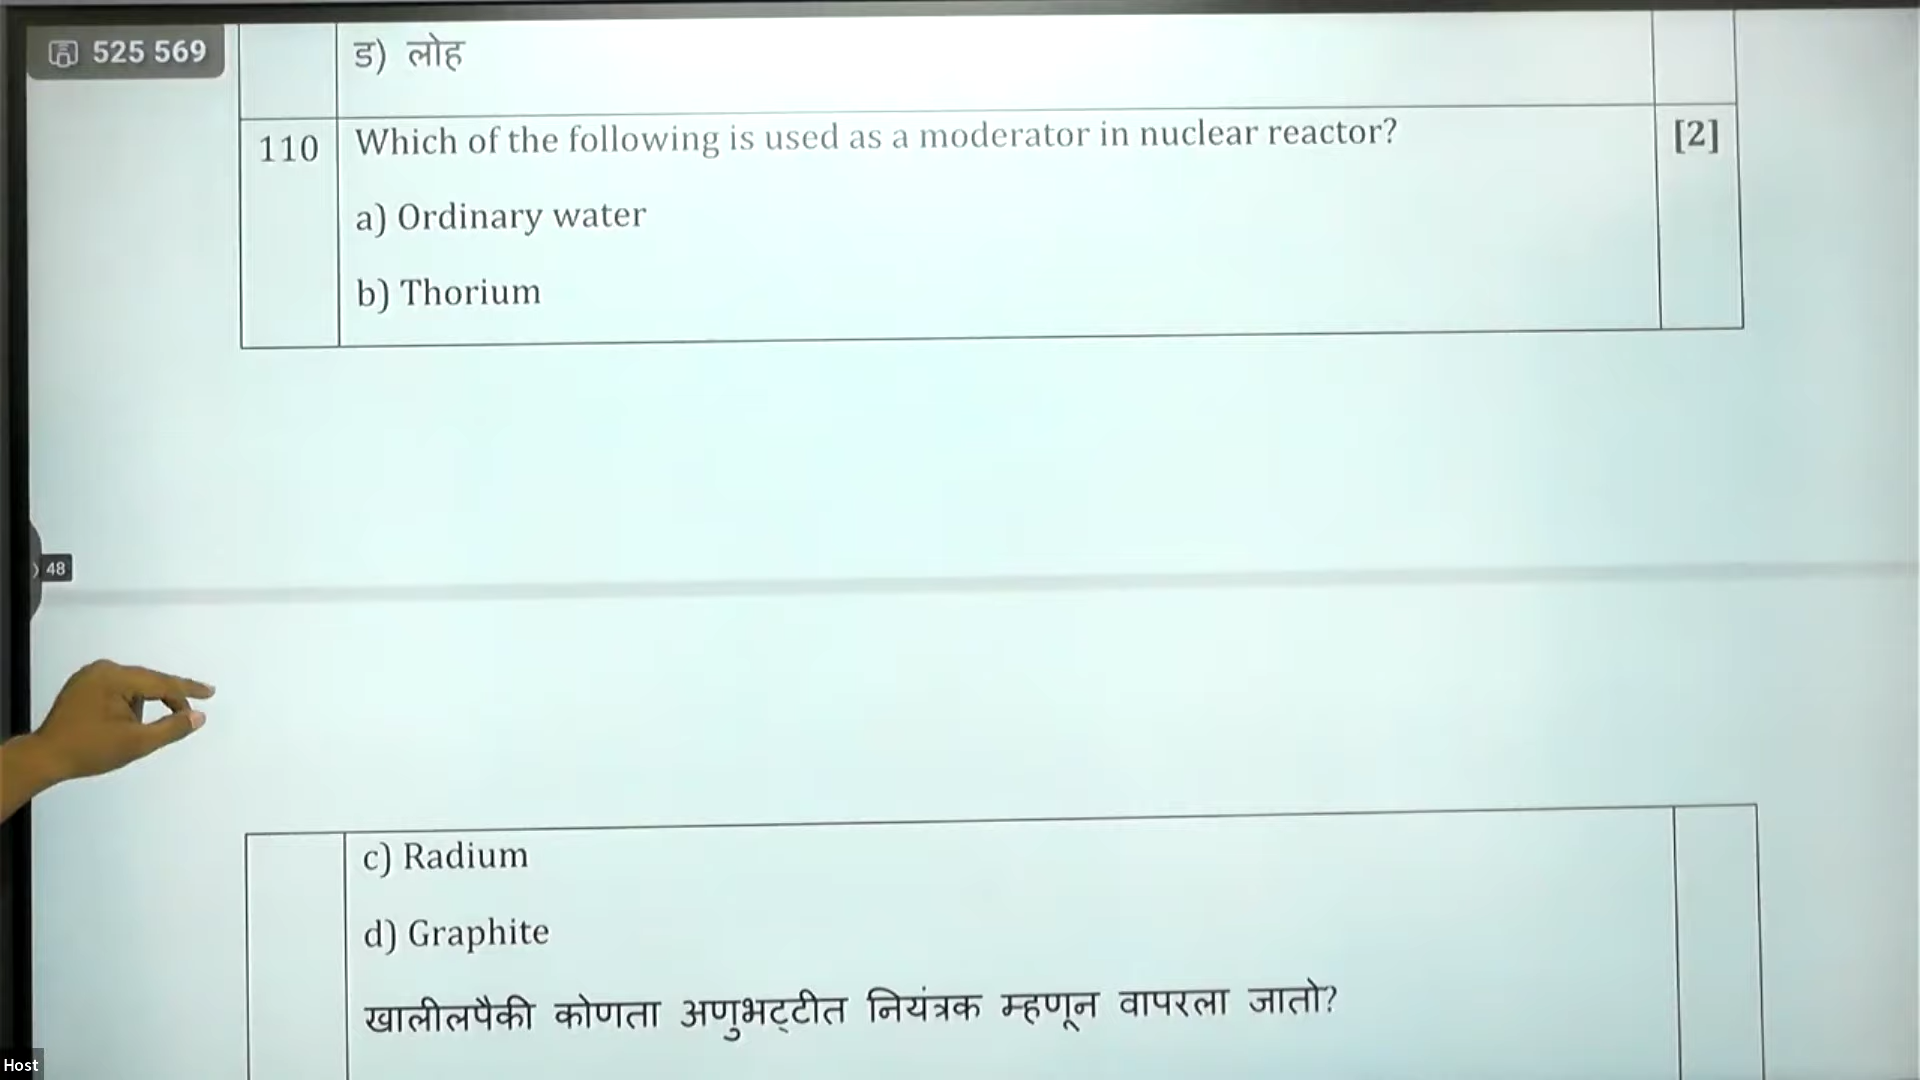 525 569
ड) लोह
110 Which of the following is used as a moderator in nuclear reactor? [2]
a) Ordinary water
b) Thorium
48
c) Radium
d) Graphite
खालीलपैकी कोणता अणुभट्टीत नियंत्रक म्हणून वापरला जातो?
Host